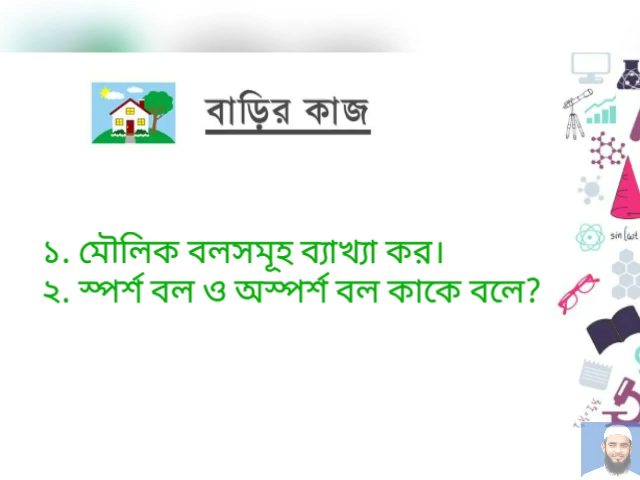 বাড়ির কাজ
১. মৌলিক বলসমূহ ব্যাখ্যা কর।
২. স্পর্শ বল ও অস্পর্শ বল কাকে বলে?